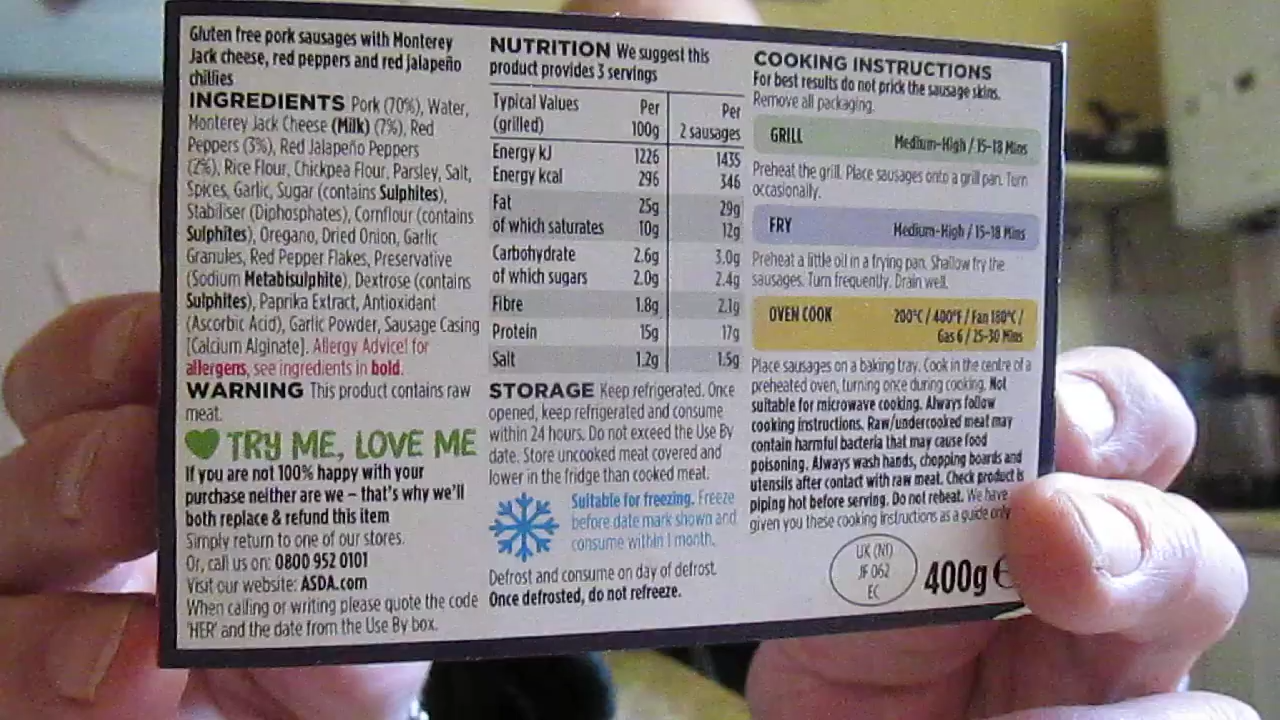 Gluten free pork sausages with Monterey
Jack cheese, red peppers and red jalapeño
chillies
INGREDIENTS Pork (70%), Water,
Monterey Jack Cheese (Milk) (7%), Red
Peppers (3%), Red Jalapeño Peppers
(2%), Rice Flour, Chickpea Flour, Parsley, Salt,
Spices, Garlic, Sugar (contains Sulphites),
Stabiliser (Diphosphates), Cornflour (contains
Sulphites), Oregano, Dried Onion, Garlic
Granules, Red Pepper Flakes, Preservative
(Sodium Metabisulphite), Dextrose (contains
Sulphites), Paprika Extract, Antioxidant
(Ascorbic Acid), Garlic Powder, Sausage Casing
[Calcium Alginate]. Allergy Advice! for
allergens, see ingredients in bold.
WARNING This product contains raw
meat.
TRY ME, LOVE ME
If you are not 100% happy with your
purchase neither are we – that's why we'll
both replace & refund this item
Simply return to one of our stores.
Or, call us on: 0800 952 0101
Visit our website: ASDA.com
When calling or writing please quote the code
'HER' and the date from the Use By box.
NUTRITION We suggest this
product provides 3 servings
Typical Values Per Per
(grilled) 100g 2 sausages
Energy kJ 1226 1435
Energy kcal 296 346
Fat 25g 29g
of which saturates 10g 12g
Carbohydrate 2.6g 3.0g
of which sugars 2.0g 2.4g
Fibre 1.8g 2.1g
Protein 15g 17g
Salt 1.2g 1.5g
STORAGE Keep refrigerated. Once
opened, keep refrigerated and consume
within 24 hours. Do not exceed the Use By
date. Store uncooked meat covered and
lower in the fridge than cooked meat.
Suitable for freezing. Freeze
before date mark shown and
consume within 1 month.
Defrost and consume on day of defrost.
Once defrosted, do not refreeze.
COOKING INSTRUCTIONS
For best results do not prick the sausage skins.
Remove all packaging.
GRILL Medium-High / 15-18 Mins
Preheat the grill. Place sausages onto a grill pan. Turn
occasionally.
FRY Medium-High / 15-18 Mins
Preheat a little oil in a frying pan. Shallow fry the
sausages. Turn frequently. Drain well.
OVEN COOK 200°C / 400°F / Fan 180°C /
Gas 6 / 25-30 Mins
Place sausages on a baking tray. Cook in the centre of a
preheated oven, turning once during cooking. Not
suitable for microwave cooking. Always follow
cooking instructions. Raw/undercooked meat may
contain harmful bacteria that may cause food
poisoning. Always wash hands, chopping boards and
utensils after contact with raw meat. Check product is
piping hot before serving. Do not reheat. We have
given you these cooking instructions as a guide only
UK (NI)
JF 062
EC
400g e